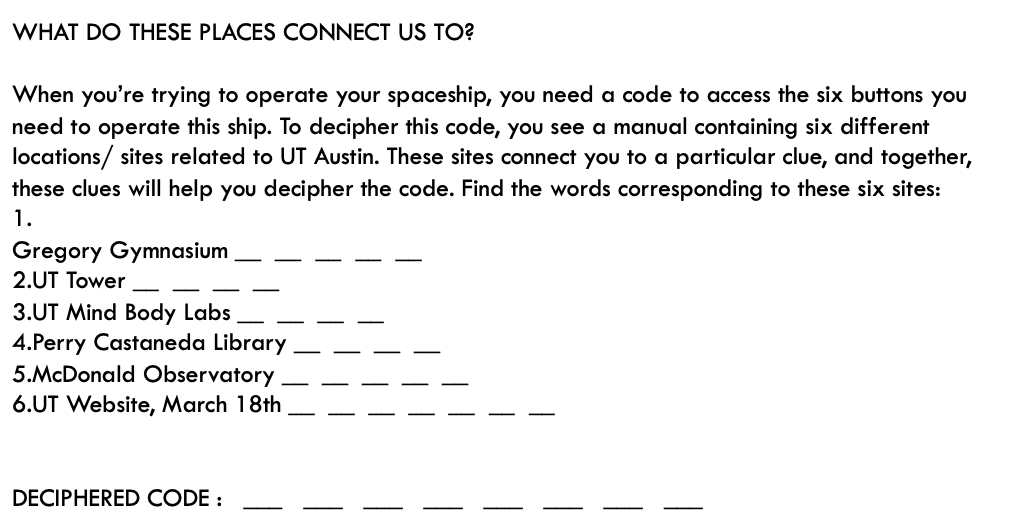 WHAT DO THESE PLACES CONNECT US TO?
When you’re trying to operate your spaceship, you need a code to access the six buttons you
need to operate this ship. To decipher this code, you see a manual containing six different
locations/ sites related to UT Austin. These sites connect you to a particular clue, and together,
these clues will help you decipher the code. Find the words corresponding to these six sites:
1.
Gregory Gymnasium __ __ __ __ __
2.UT Tower __ __ __ __
3.UT Mind Body Labs __ __ __ __
4.Perry Castaneda Library __ __ __ __
5.McDonald Observatory __ __ __ __ __
6.UT Website, March 18th __ __ __ __ __ __ __
DECIPHERED CODE : ___ ___ ___ ___ ___ ___ ___ ___